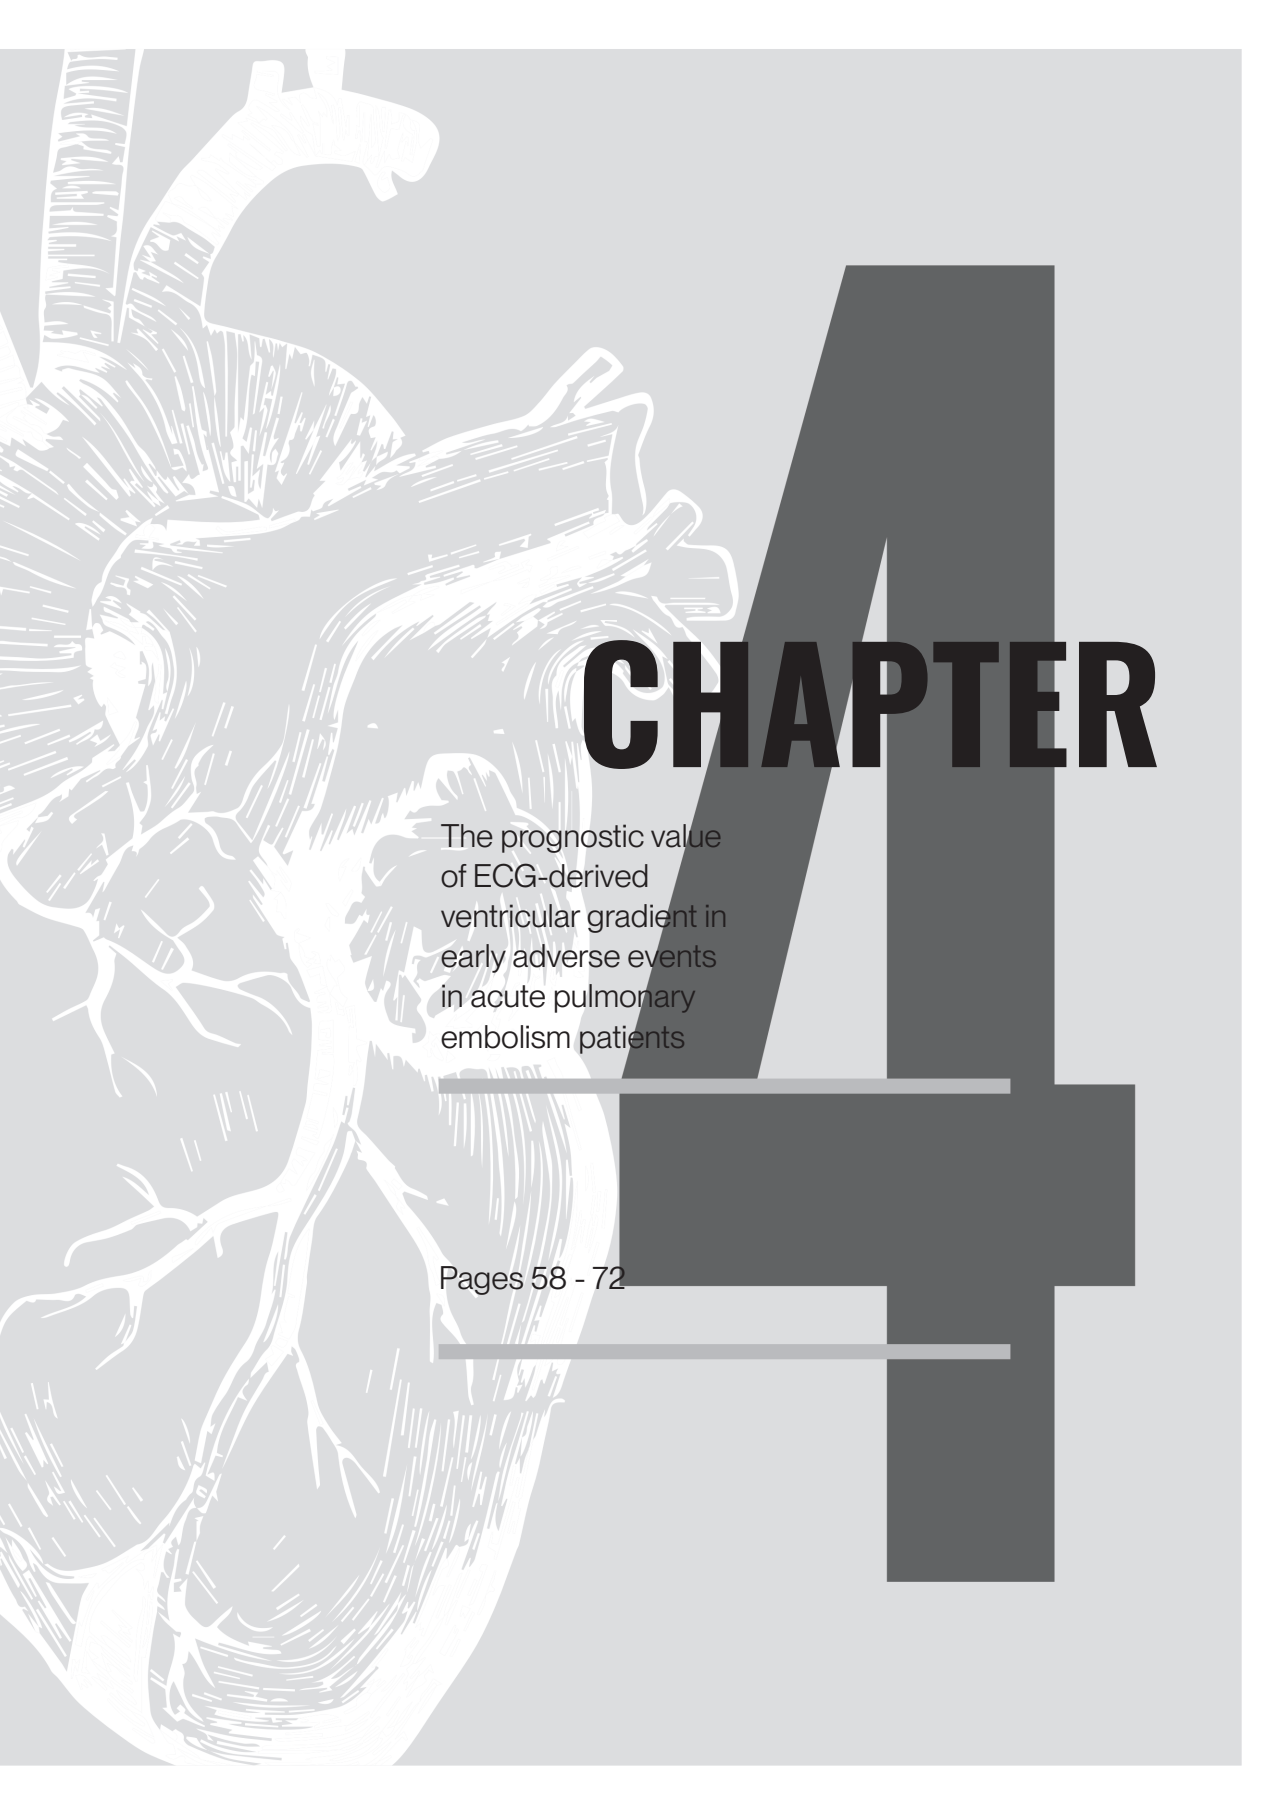 4
CHAPTER
The prognostic value
of ECG-derived
ventricular gradient in
early adverse events
in acute pulmonary
embolism patients
Pages 58 - 72